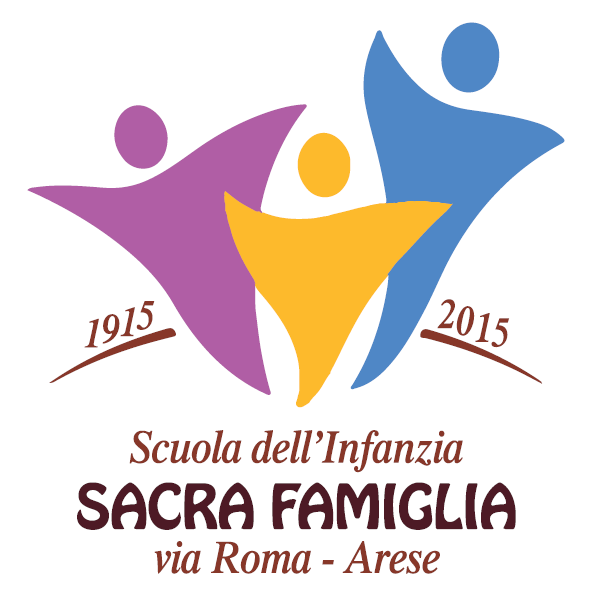 1915
2015
Scuola dell'Infanzia
SACRA FAMIGLIA
via Roma - Arese